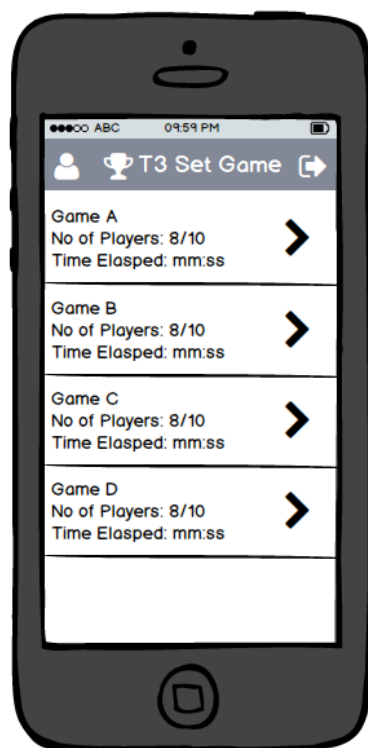 ABC 09:59 PM
T3 Set Game
Game A
No of Players: 8/10
Time Elasped: mm:ss
Game B
No of Players: 8/10
Time Elasped: mm:ss
Game C
No of Players: 8/10
Time Elasped: mm:ss
Game D
No of Players: 8/10
Time Elasped: mm:ss